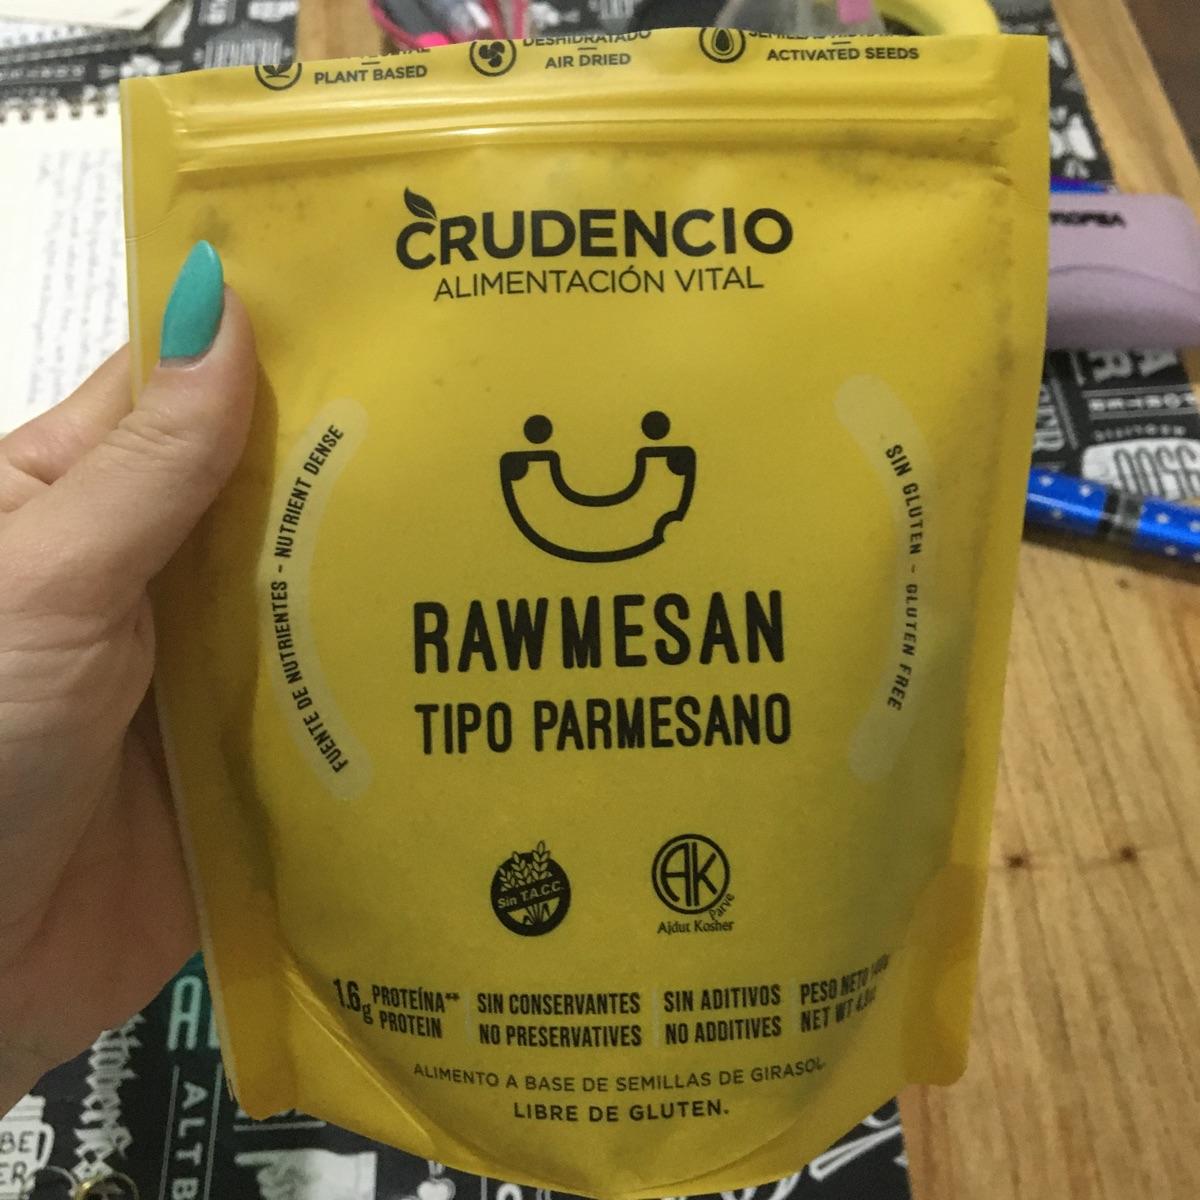 PLANT BASED
DESHIDRATADO
AIR DRIED
ACTIVATED SEEDS
CRUDENCIO
ALIMENTACIÓN VITAL
FUENTE DE NUTRIENTES - NUTRIENT DENSE
SIN GLUTEN - GLUTEN FREE
RAWMESAN
TIPO PARMESANO
Sin T.A.C.C.
AK
Parve
Ajdut Kosher
1.6g PROTEÍNA**
PROTEIN
SIN CONSERVANTES
NO PRESERVATIVES
SIN ADITIVOS
NO ADDITIVES
PESO NETO
NET WT
ALIMENTO A BASE DE SEMILLAS DE GIRASOL
LIBRE DE GLUTEN.